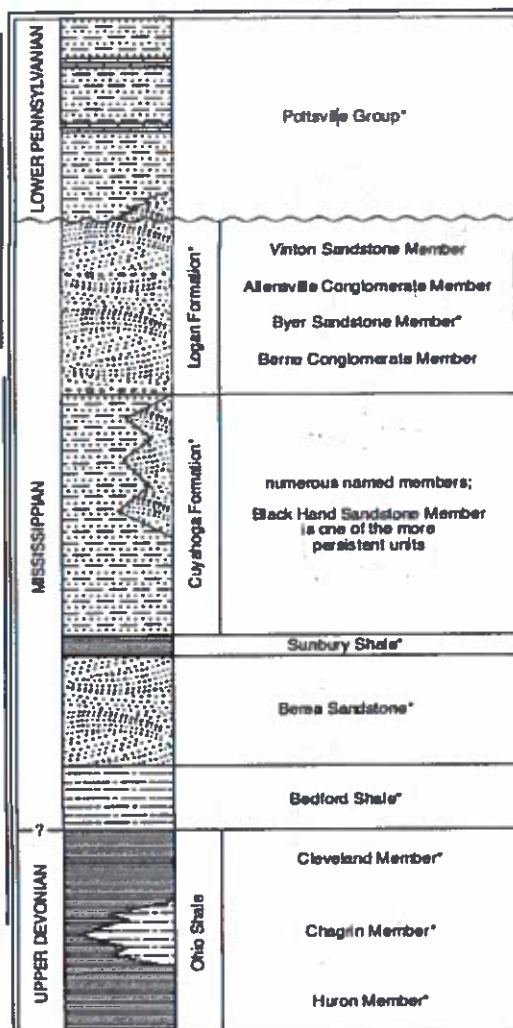 LOWER PENNSYLVANIAN
Pottsville Group*
MISSISSIPPIAN
Logan Formation*
Vinton Sandstone Member
Allensville Conglomerate Member
Byer Sandstone Member*
Berne Conglomerate Member
Cuyahoga Formation*
numerous named members;
Black Hand Sandstone Member
is one of the more
persistent units
Sunbury Shale*
Berea Sandstone*
Bedford Shale*
?
UPPER DEVONIAN
Ohio Shale
Cleveland Member*
Chagrin Member*
Huron Member*